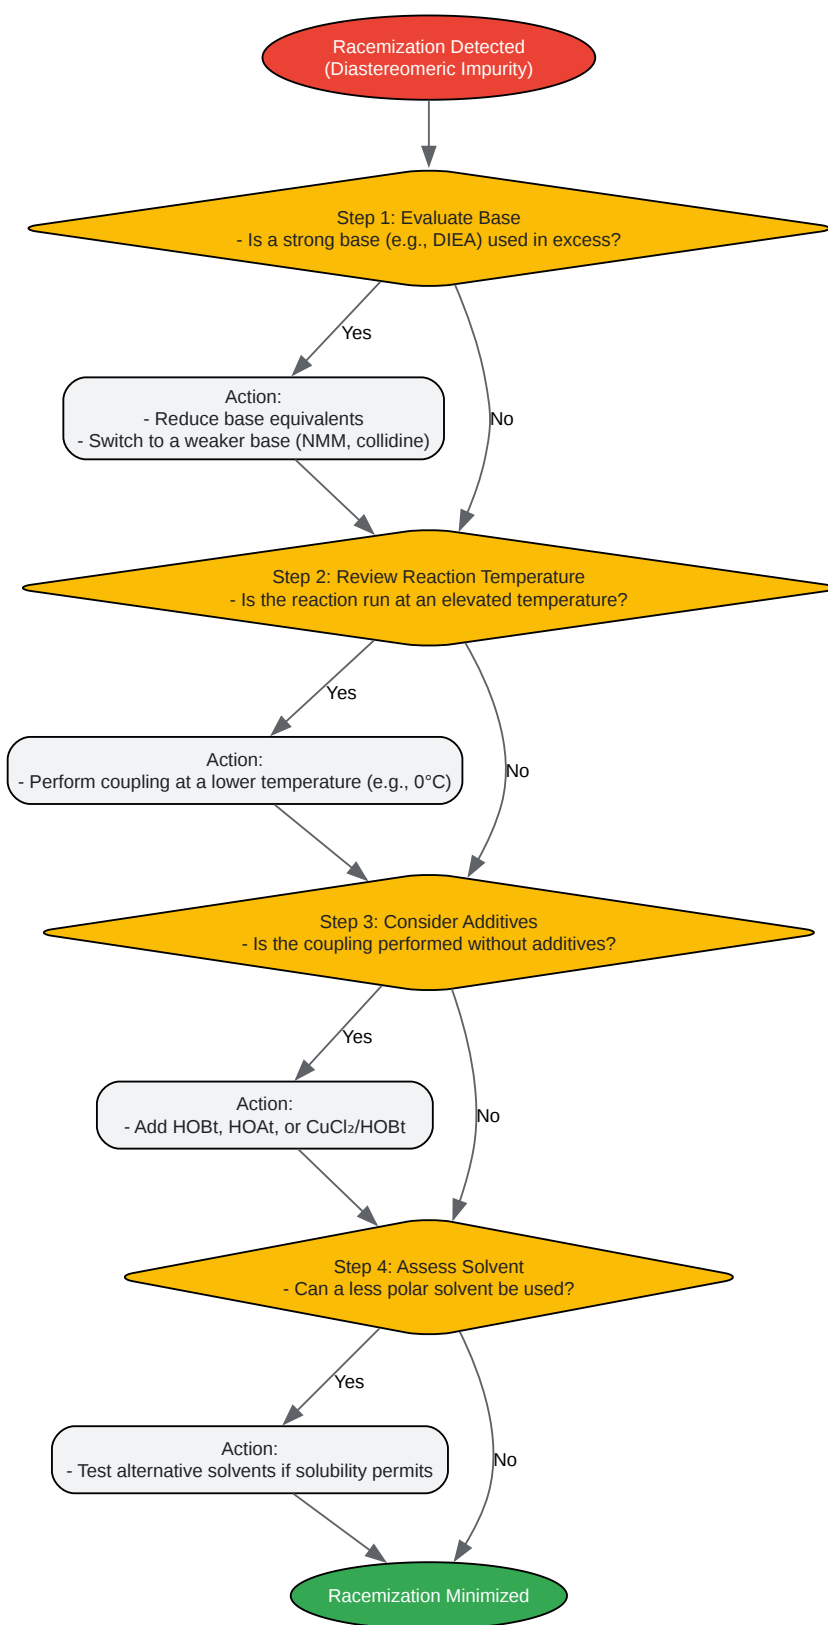 Racemization Detected
(Diastereomeric Impurity)
Step 1: Evaluate Base
- Is a strong base (e.g., DIEA) used in excess?
Yes
No
Action:
- Reduce base equivalents
- Switch to a weaker base (NMM, collidine)
Step 2: Review Reaction Temperature
- Is the reaction run at an elevated temperature?
Yes
No
Action:
- Perform coupling at a lower temperature (e.g., 0°C)
Step 3: Consider Additives
- Is the coupling performed without additives?
Yes
No
Action:
- Add HOBt, HOAt, or CuCl₂/HOBt
Step 4: Assess Solvent
- Can a less polar solvent be used?
Yes
No
Action:
- Test alternative solvents if solubility permits
Racemization Minimized